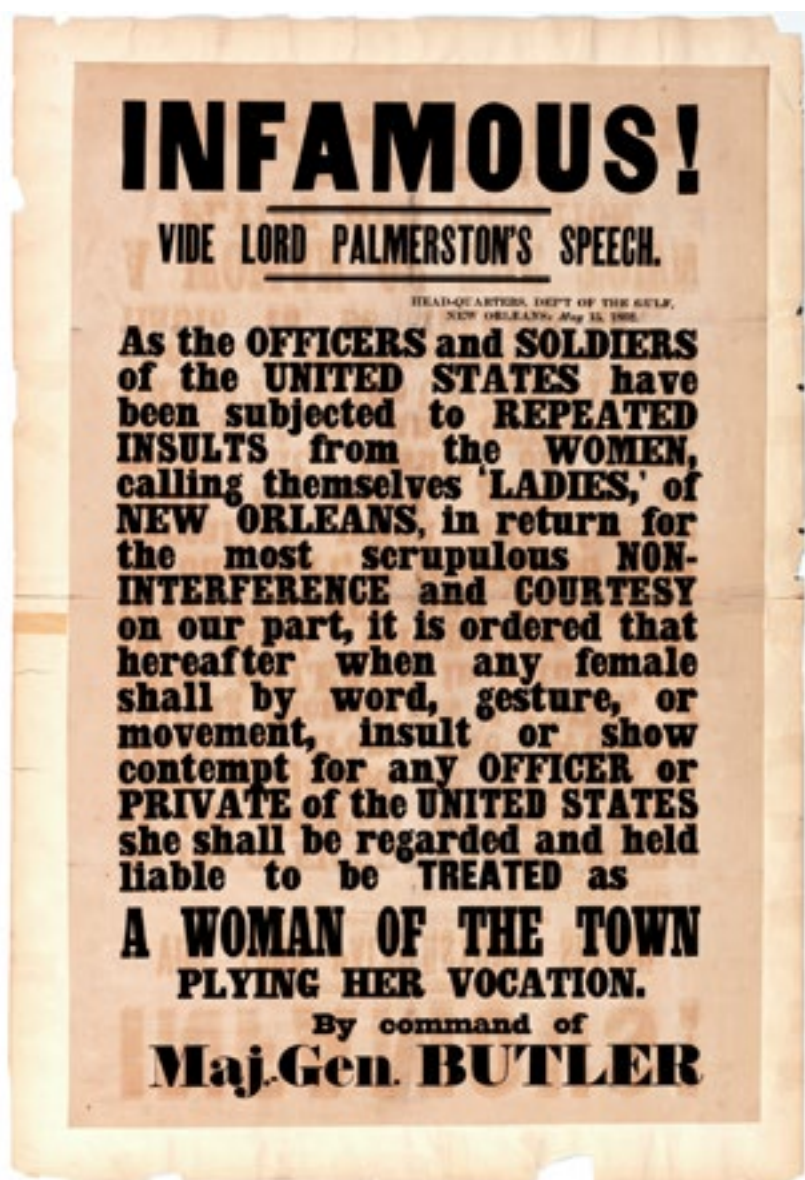 INFAMOUS!
VIDE LORD PALMERSTON'S SPEECH.
HEAD-QUARTERS, DEP'T OF THE GULF,
NEW ORLEANS, May 15, 1862.
As the OFFICERS and SOLDIERS
of the UNITED STATES have
been subjected to REPEATED
INSULTS from the WOMEN,
calling themselves 'LADIES,' of
NEW ORLEANS, in return for
the most scrupulous NON-
INTERFERENCE and COURTESY
on our part, it is ordered that
hereafter when any female
shall by word, gesture, or
movement, insult or show
contempt for any OFFICER or
PRIVATE of the UNITED STATES
she shall be regarded and held
liable to be TREATED as
A WOMAN OF THE TOWN
PLYING HER VOCATION.
By command of
Maj.-Gen. BUTLER